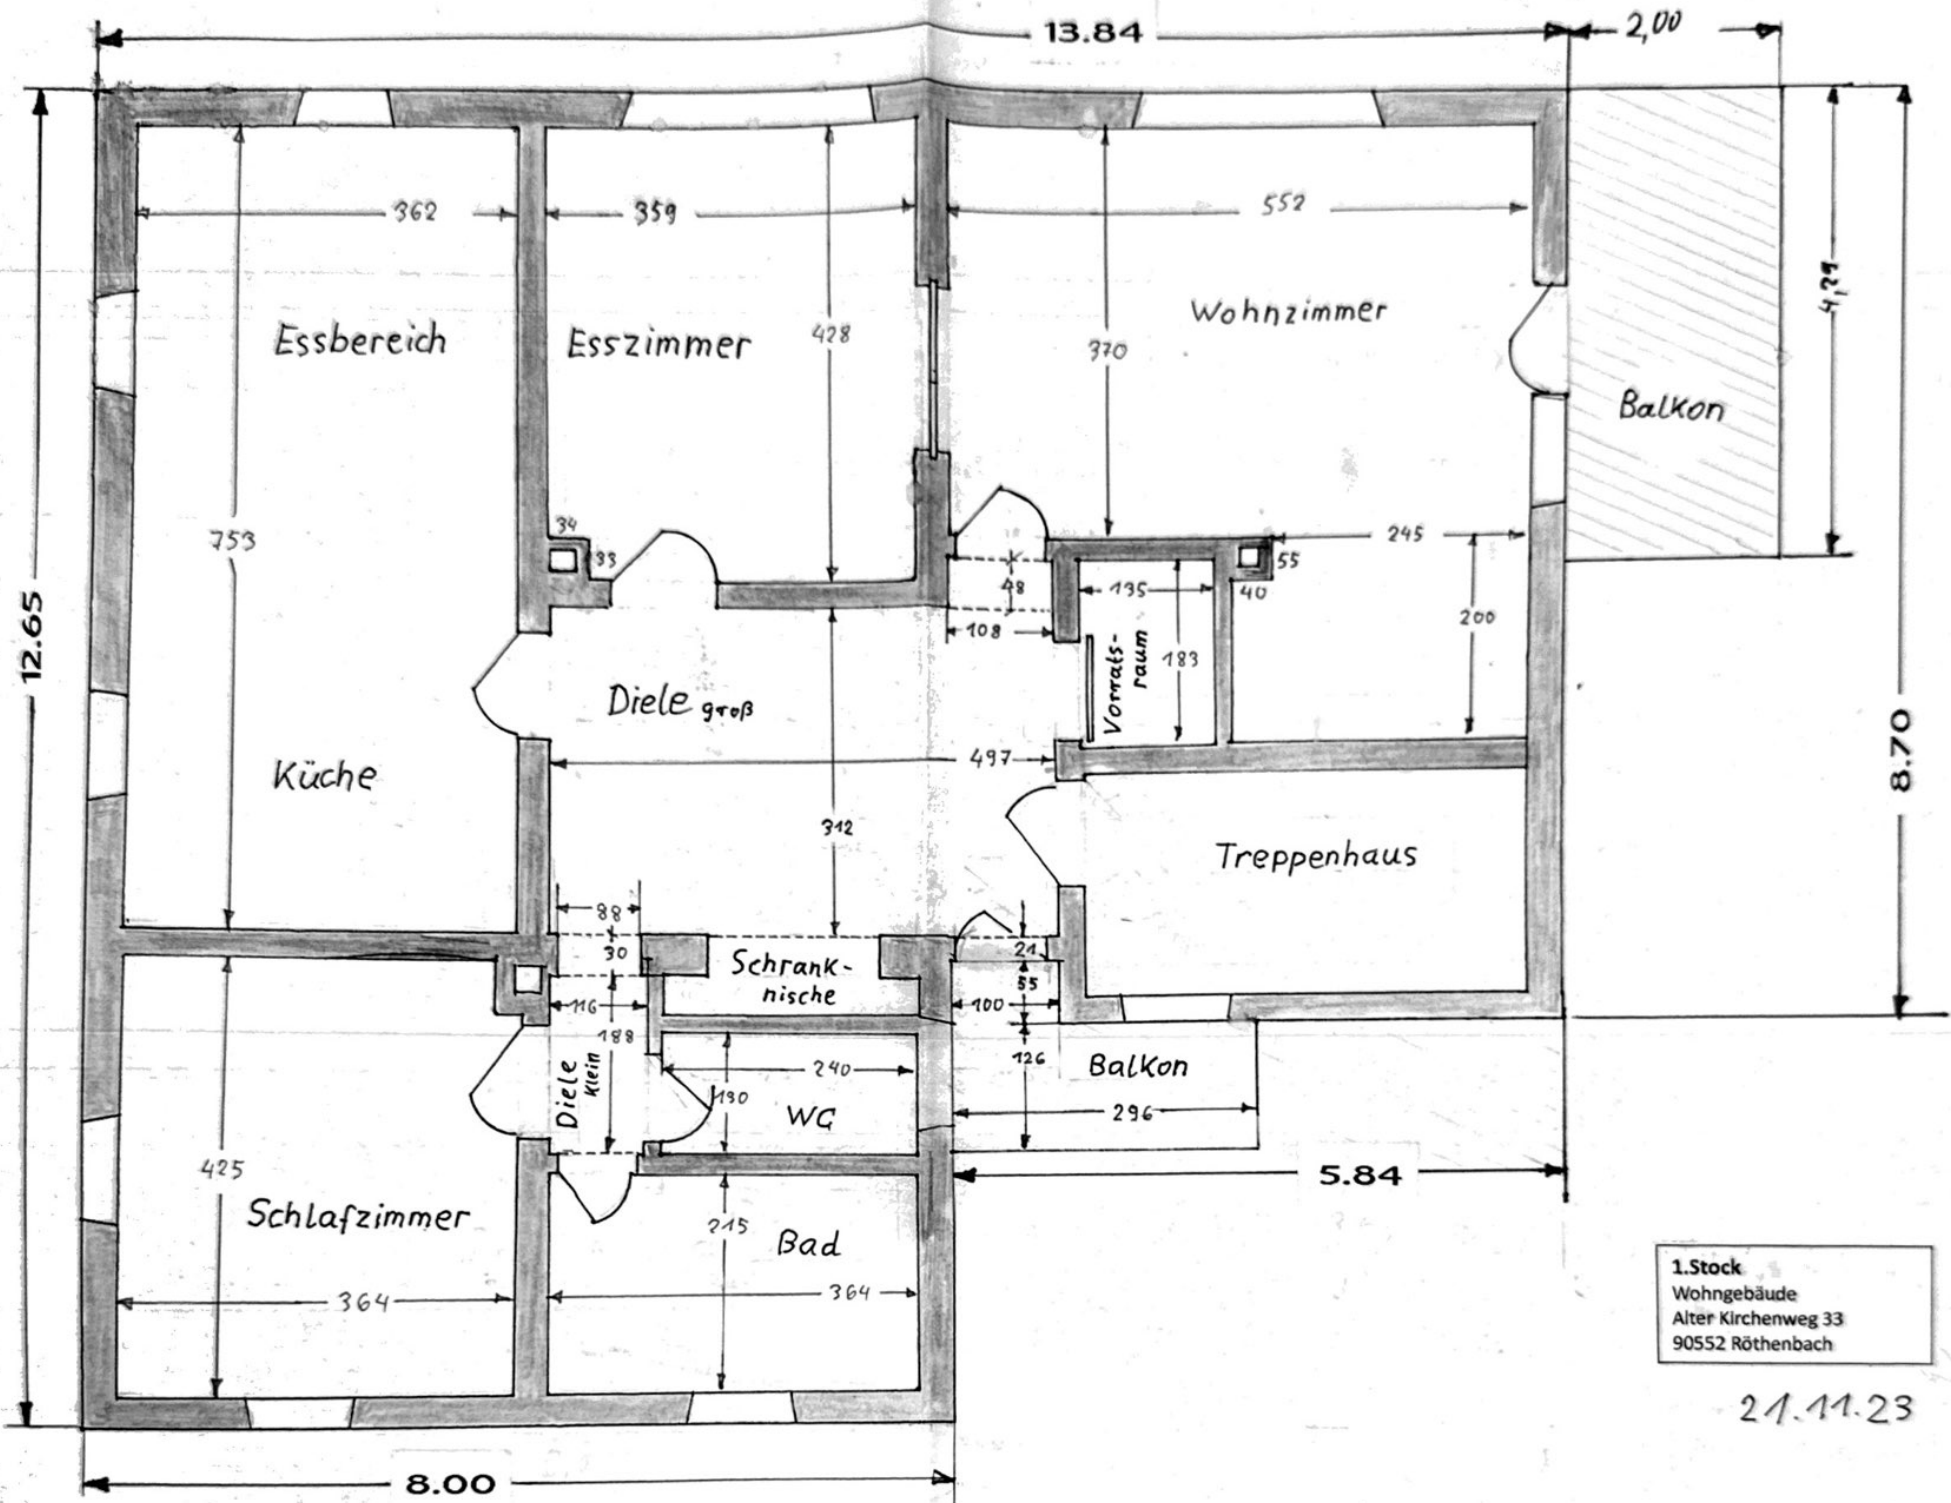 13.84
2,00
362
359
552
4,29
Essbereich
Esszimmer
428
Wohnzimmer
370
Balkon
753
34
33
245
55
40
48
135
108
200
12.65
Vorrats-
raum
183
Diele groß
8.70
497
Küche
312
Treppenhaus
88
30
Schrank-
nische
21
55
116
100
188
126
Balkon
Diele
Klein
240
130
WC
296
425
5.84
Schlafzimmer
215
Bad
364
364
1.Stock
Wohngebäude
Alter Kirchenweg 33
90552 Röthenbach
21.11.23
8.00